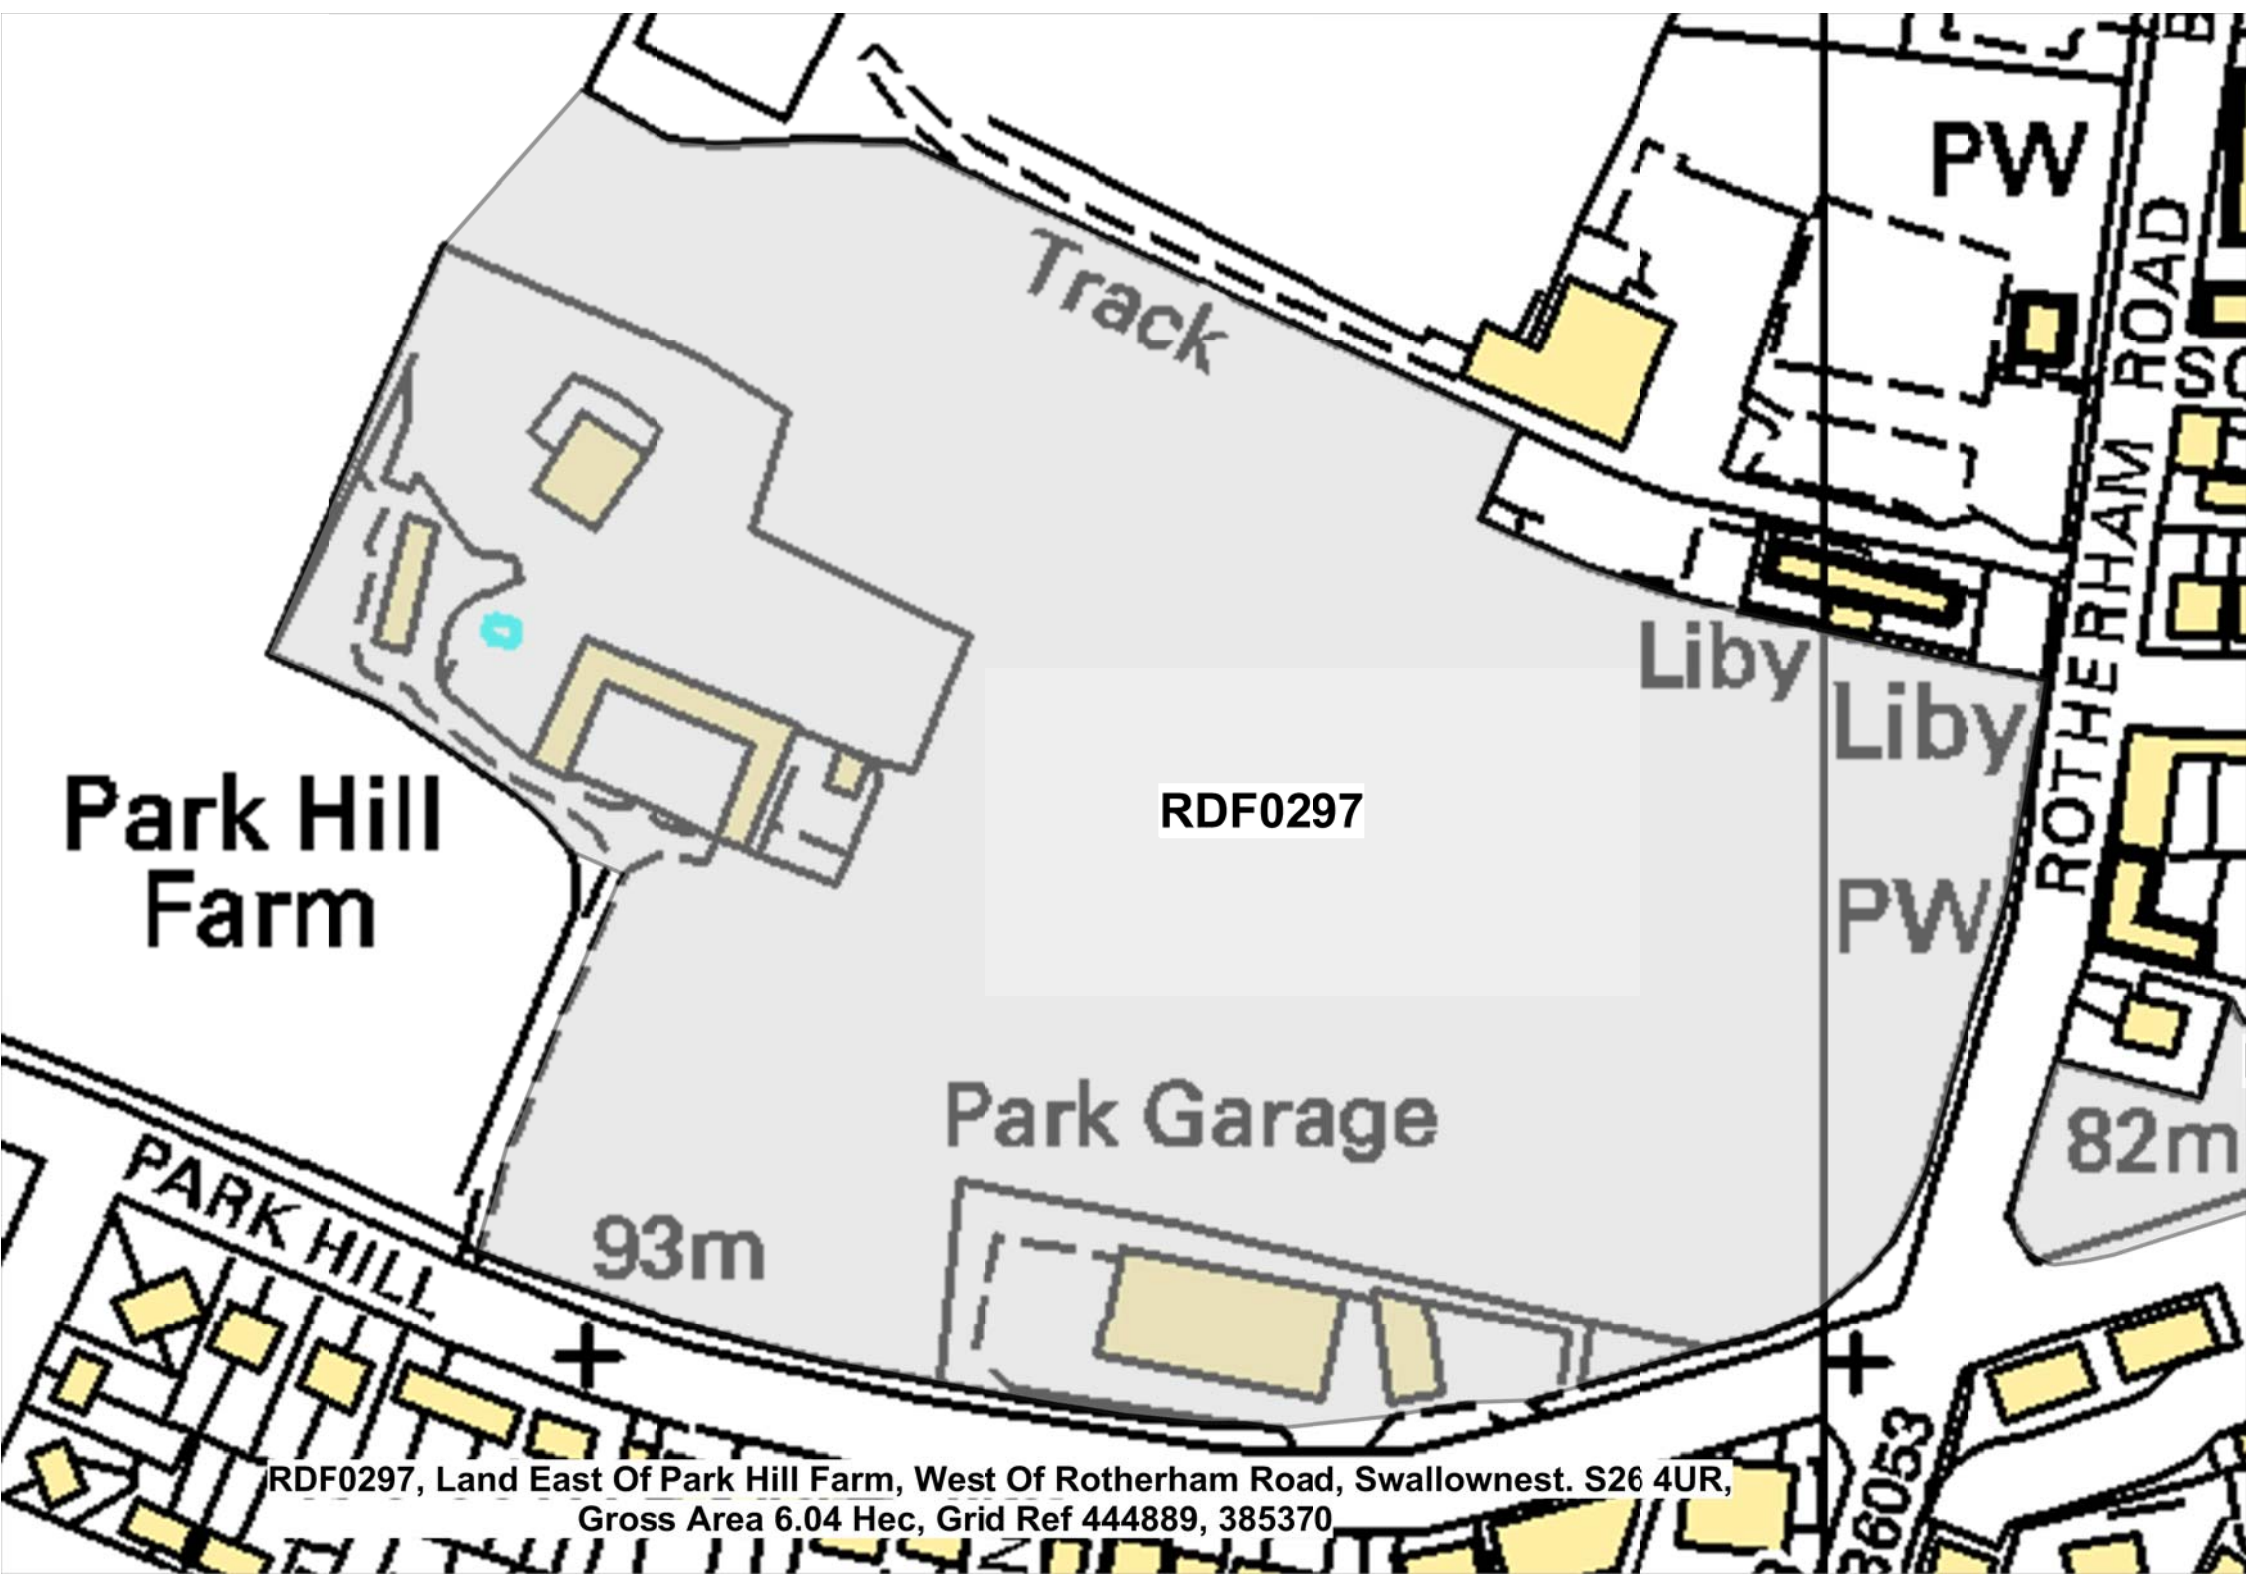 PW
Track
ROTHERHAM ROAD
Liby
Liby
Park Hill
Farm
RDF0297
PW
Park Garage
82m
PARK HILL
93m
RDF0297, Land East Of Park Hill Farm, West Of Rotherham Road, Swallownest. S26 4UR,
Gross Area 6.04 Hec, Grid Ref 444889, 385370